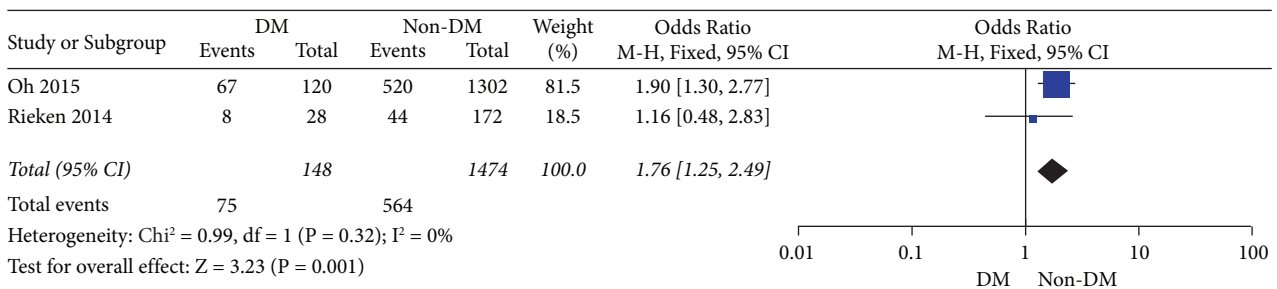 DM Non-DM Weight Odds Ratio Odds Ratio
Study or Subgroup Events Total Events Total (%) M-H, Fixed, 95% CI M-H, Fixed, 95% CI
Oh 2015 67 120 520 1302 81.5 1.90 [1.30, 2.77]
Rieken 2014 8 28 44 172 18.5 1.16 [0.48, 2.83]
Total (95% CI) 148 1474 100.0 1.76 [1.25, 2.49]
Total events 75 564
Heterogeneity: Chi² = 0.99, df = 1 (P = 0.32); I² = 0%
Test for overall effect: Z = 3.23 (P = 0.001)
0.01 0.1 1 10 100
DM Non-DM